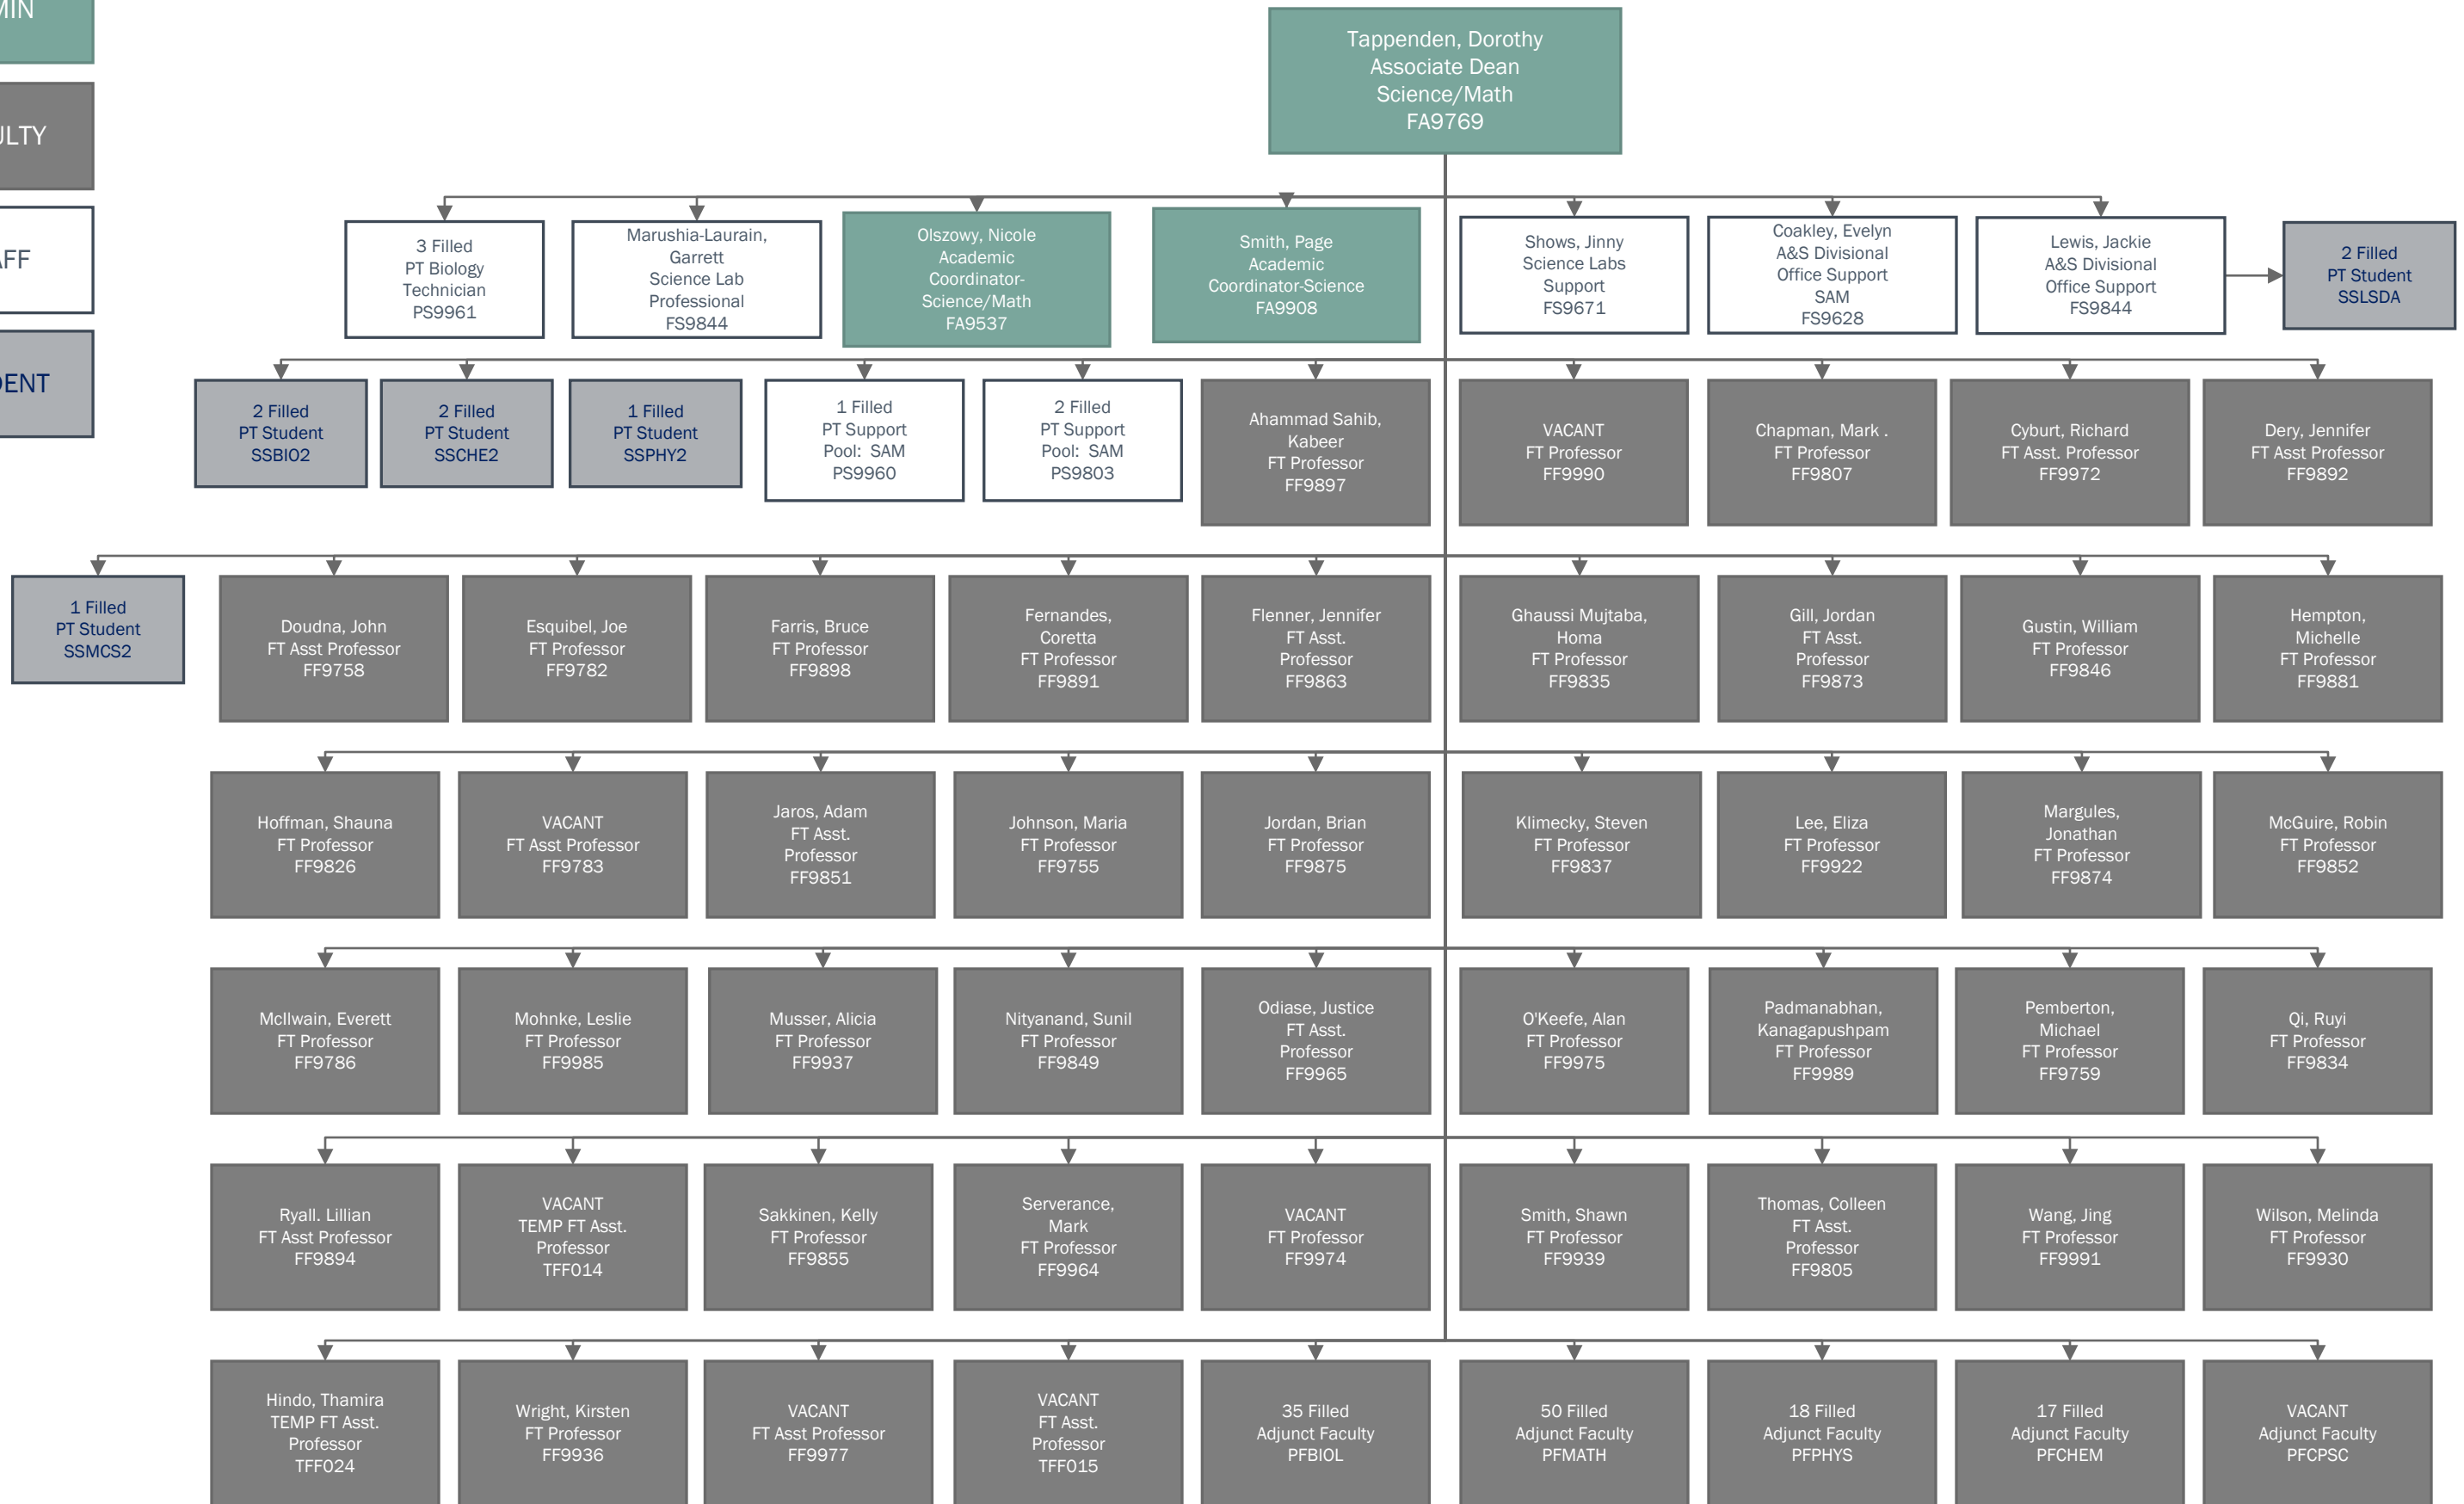 MIN
ULTY
AFF
DENT
Tappenden, Dorothy
Associate Dean
Science/Math
FA9769
3 Filled
PT Biology
Technician
PS9961
Marushia-Laurain,
Garrett
Science Lab
Professional
FS9844
Olszowy, Nicole
Academic
Coordinator-
Science/Math
FA9537
Smith, Page
Academic
Coordinator-Science
FA9908
Shows, Jinny
Science Labs
Support
FS9671
Coakley, Evelyn
A&S Divisional
Office Support
SAM
FS9628
Lewis, Jackie
A&S Divisional
Office Support
FS9844
2 Filled
PT Student
SSLSDA
2 Filled
PT Student
SSBIO2
2 Filled
PT Student
SSCHE2
1 Filled
PT Student
SSPHY2
1 Filled
PT Support
Pool: SAM
PS9960
2 Filled
PT Support
Pool: SAM
PS9803
Ahammad Sahib,
Kabeer
FT Professor
FF9897
VACANT
FT Professor
FF9990
Chapman, Mark .
FT Professor
FF9807
Cyburt, Richard
FT Asst. Professor
FF9972
Dery, Jennifer
FT Asst Professor
FF9892
1 Filled
PT Student
SSMCS2
Doudna, John
FT Asst Professor
FF9758
Esquibel, Joe
FT Professor
FF9782
Farris, Bruce
FT Professor
FF9898
Fernandes,
Coretta
FT Professor
FF9891
Flenner, Jennifer
FT Asst.
Professor
FF9863
Ghaussi Mujtaba,
Homa
FT Professor
FF9835
Gill, Jordan
FT Asst.
Professor
FF9873
Gustin, William
FT Professor
FF9846
Hempton,
Michelle
FT Professor
FF9881
Hoffman, Shauna
FT Professor
FF9826
VACANT
FT Asst Professor
FF9783
Jaros, Adam
FT Asst.
Professor
FF9851
Johnson, Maria
FT Professor
FF9755
Jordan, Brian
FT Professor
FF9875
Klimecky, Steven
FT Professor
FF9837
Lee, Eliza
FT Professor
FF9922
Margules,
Jonathan
FT Professor
FF9874
McGuire, Robin
FT Professor
FF9852
McIlwain, Everett
FT Professor
FF9786
Mohnke, Leslie
FT Professor
FF9985
Musser, Alicia
FT Professor
FF9937
Nityanand, Sunil
FT Professor
FF9849
Odiase, Justice
FT Asst.
Professor
FF9965
O'Keefe, Alan
FT Professor
FF9975
Padmanabhan,
Kanagapushpam
FT Professor
FF9989
Pemberton,
Michael
FT Professor
FF9759
Qi, Ruyi
FT Professor
FF9834
Ryall. Lillian
FT Asst Professor
FF9894
VACANT
TEMP FT Asst.
Professor
TFF014
Sakkinen, Kelly
FT Professor
FF9855
Serverance,
Mark
FT Professor
FF9964
VACANT
FT Professor
FF9974
Smith, Shawn
FT Professor
FF9939
Thomas, Colleen
FT Asst.
Professor
FF9805
Wang, Jing
FT Professor
FF9991
Wilson, Melinda
FT Professor
FF9930
Hindo, Thamira
TEMP FT Asst.
Professor
TFF024
Wright, Kirsten
FT Professor
FF9936
VACANT
FT Asst Professor
FF9977
VACANT
FT Asst.
Professor
TFF015
35 Filled
Adjunct Faculty
PFBIOL
50 Filled
Adjunct Faculty
PFMATH
18 Filled
Adjunct Faculty
PFPHYS
17 Filled
Adjunct Faculty
PFCHEM
VACANT
Adjunct Faculty
PFCPSC